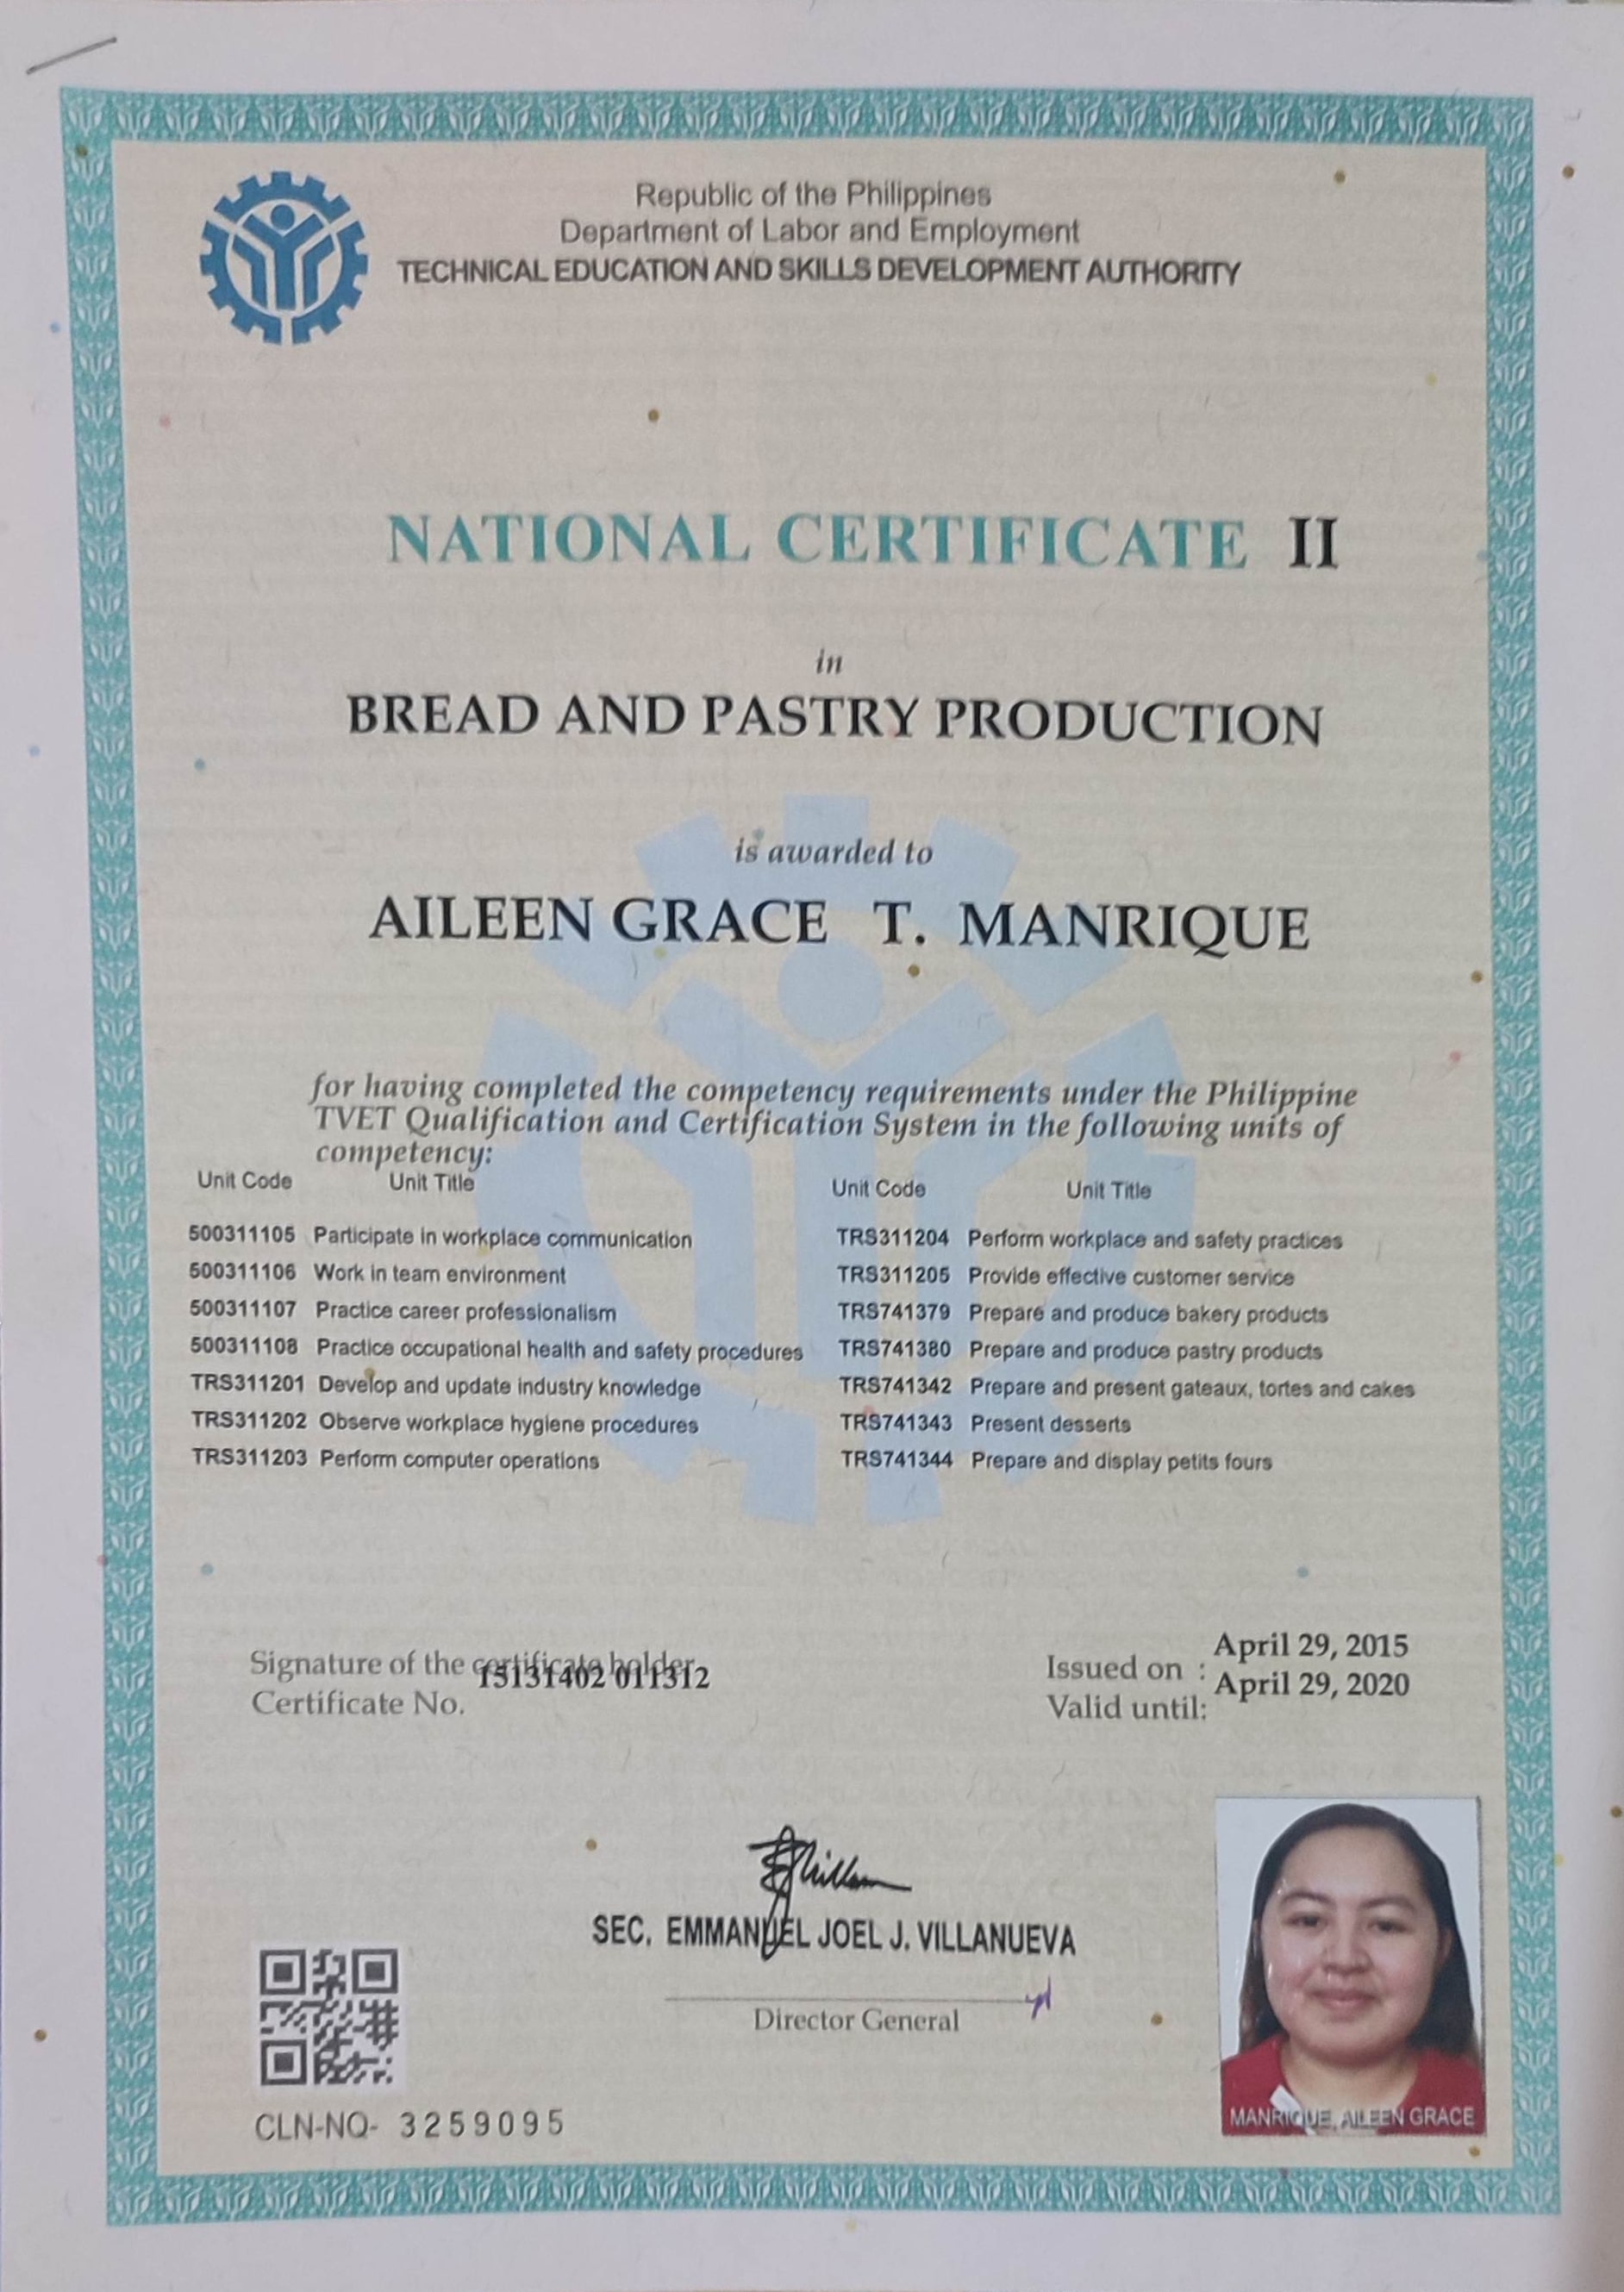 Republic of the Philippines
Department of Labor and Employment
TECHNICAL EDUCATION AND SKILLS DEVELOPMENT AUTHORITY
NATIONAL CERTIFICATE II
in
BREAD AND PASTRY PRODUCTION
is awarded to
AILEEN GRACE T. MANRIQUE
for having completed the competency requirements under the Philippine
TVET Qualification and Certification System in the following units of
competency:
Unit Code Unit Title
500311105 Participate in workplace communication
500311106 Work in team environment
500311107 Practice career professionalism
500311108 Practice occupational health and safety procedures
TRS311201 Develop and update industry knowledge
TRS311202 Observe workplace hygiene procedures
TRS311203 Perform computer operations
Unit Code Unit Title
TRS311204 Perform workplace and safety practices
TRS311205 Provide effective customer service
TRS741379 Prepare and produce bakery products
TRS741380 Prepare and produce pastry products
TRS741342 Prepare and present gateaux, tortes and cakes
TRS741343 Present desserts
TRS741344 Prepare and display petits fours
Signature of the certificate holder
15131402 011312
Certificate No.
April 29, 2015
Issued on :
April 29, 2020
Valid until:
SEC. EMMANUEL JOEL J. VILLANUEVA
Director General
CLN-NO- 3259095
MANRIQUE, AILEEN GRACE